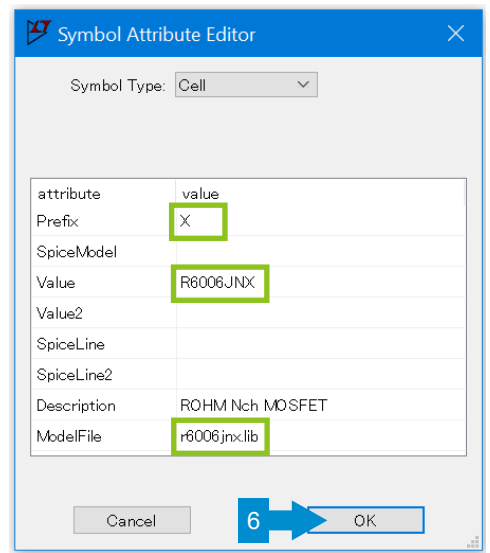 Symbol Attribute Editor
Symbol Type: Cell
attribute value
Prefix X
SpiceModel
Value R6006JNX
Value2
SpiceLine
SpiceLine2
Description ROHM Nch MOSFET
ModelFile r6006jnx.lib
Cancel 6 OK